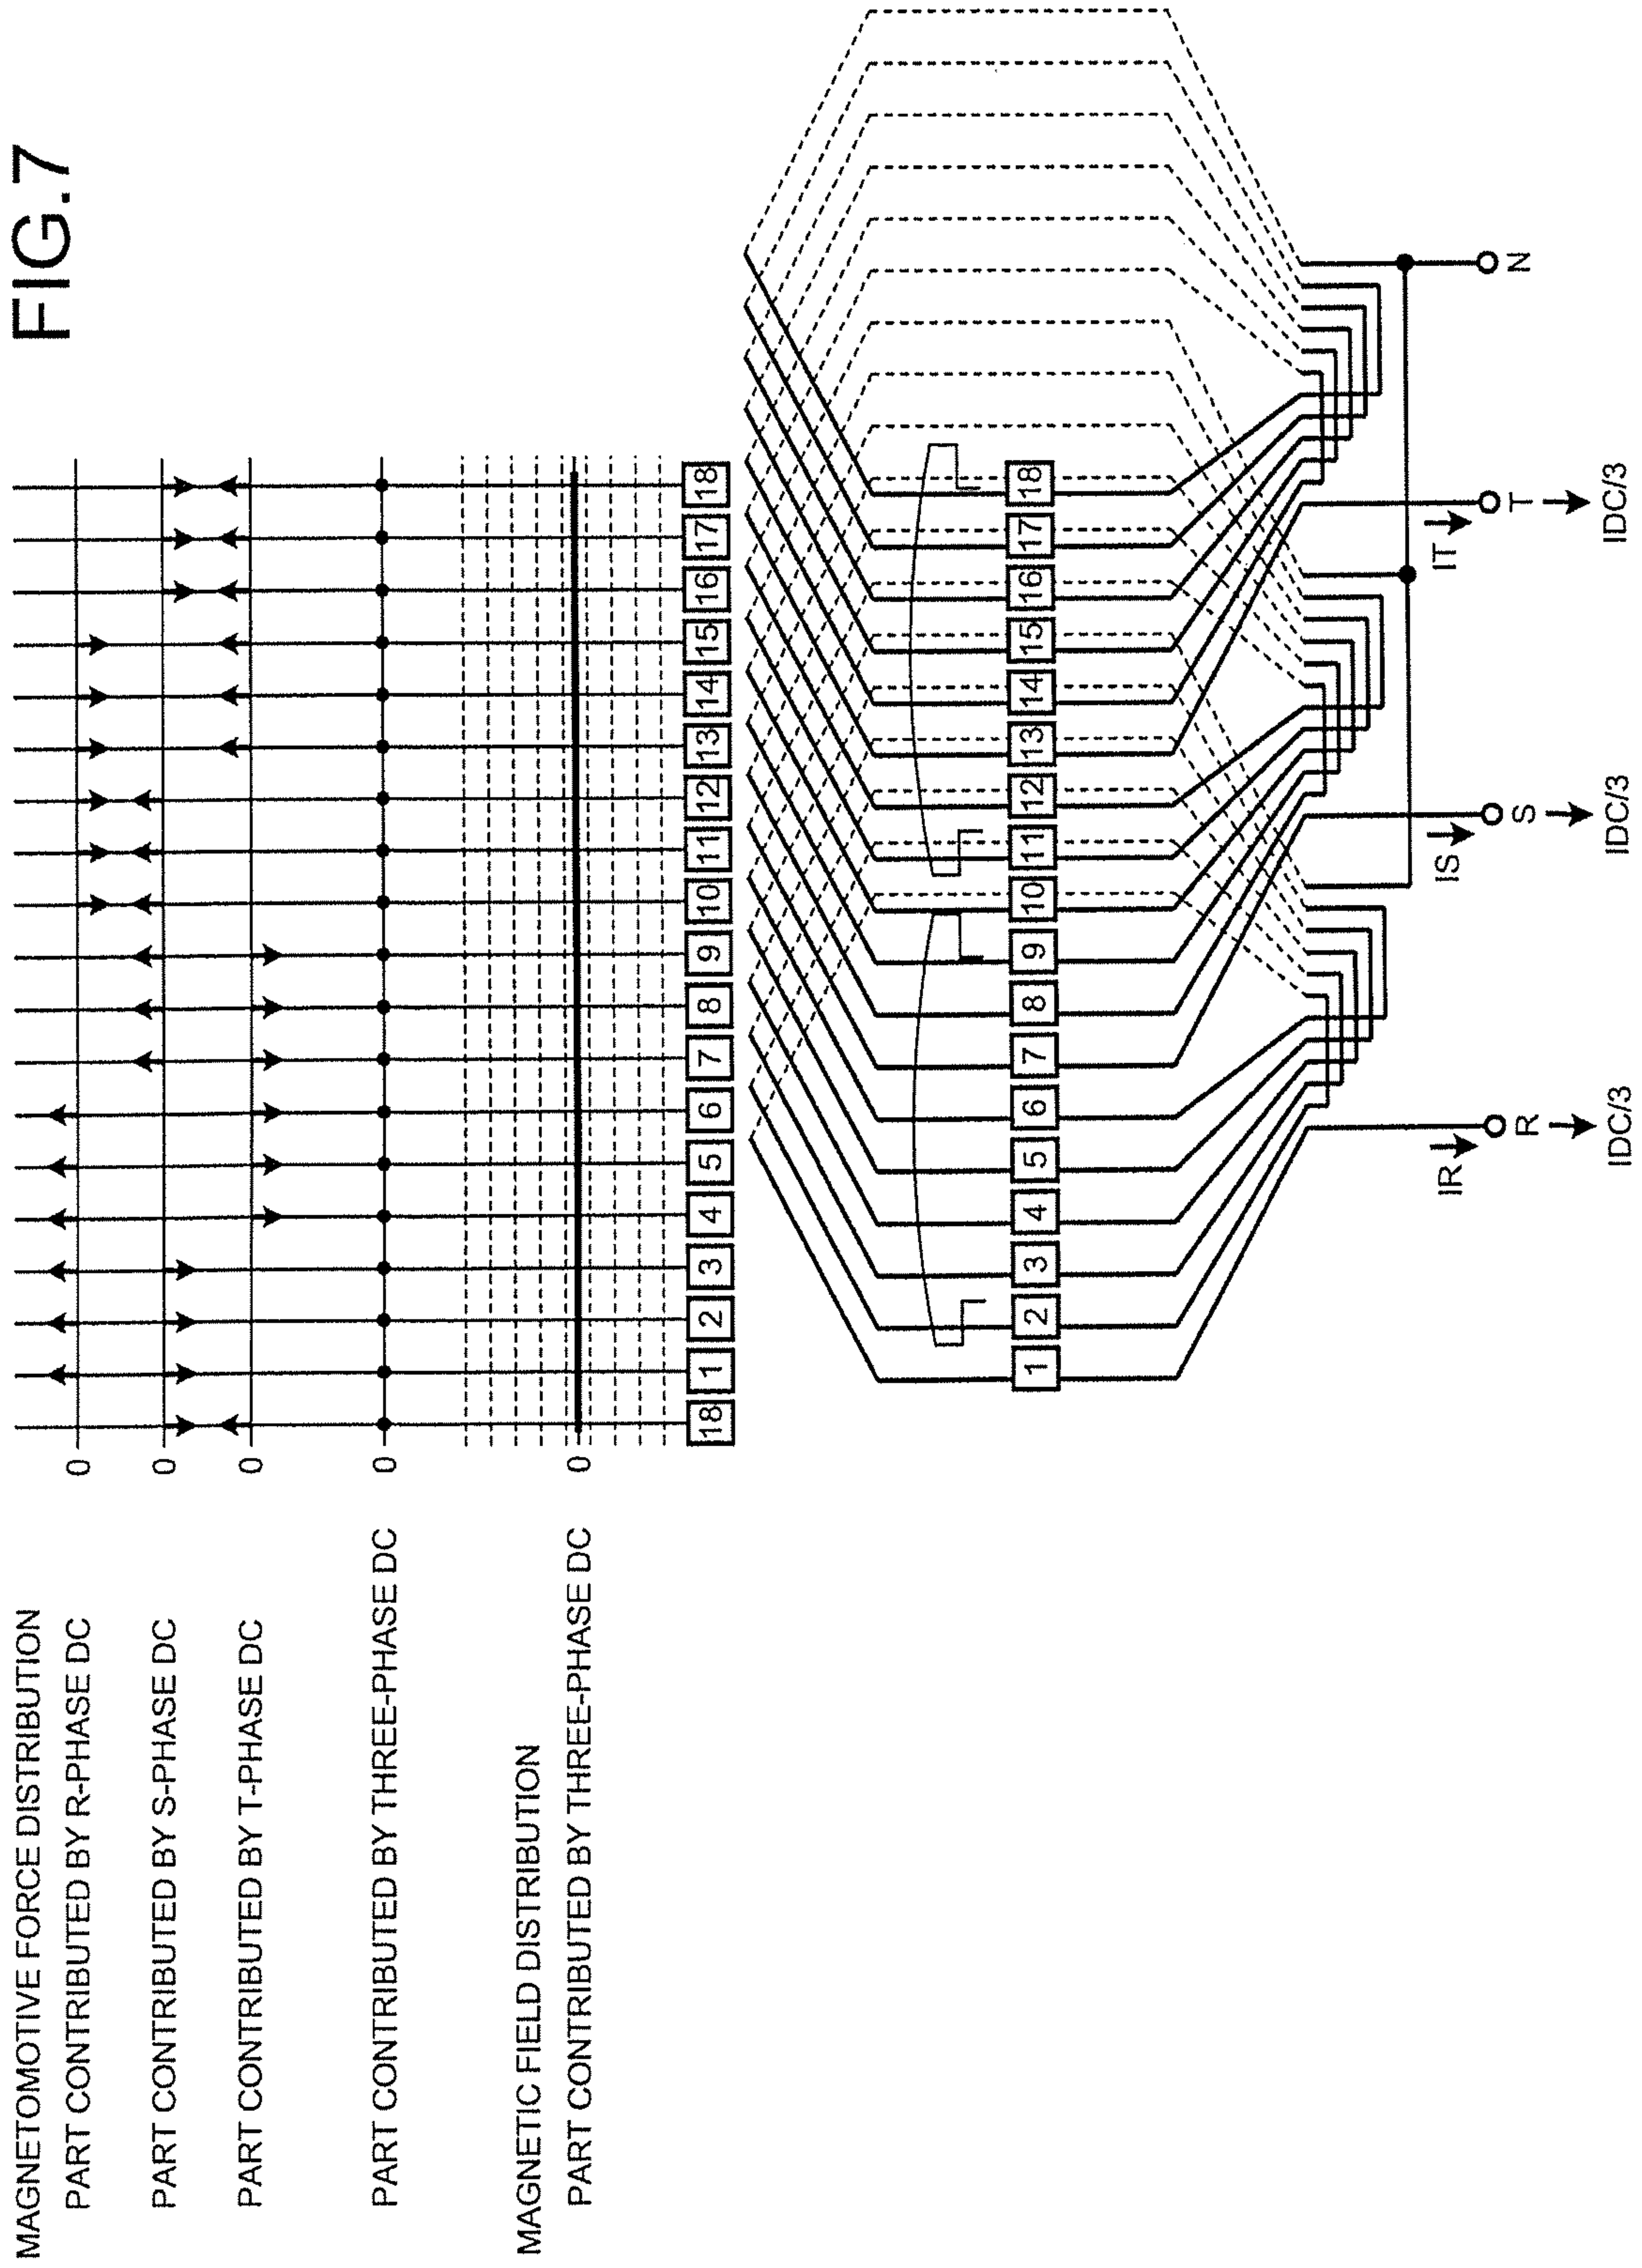 FIG.7
MAGNETOMOTIVE FORCE DISTRIBUTION
PART CONTRIBUTED BY R-PHASE DC
0
PART CONTRIBUTED BY S-PHASE DC
0
PART CONTRIBUTED BY T-PHASE DC
0
PART CONTRIBUTED BY THREE-PHASE DC
0
MAGNETIC FIELD DISTRIBUTION
PART CONTRIBUTED BY THREE-PHASE DC
0
18 1 2 3 4 5 6 7 8 9 10 11 12 13 14 15 16 17 18
1 2 3 4 5 6 7 8 9 10 11 12 13 14 15 16 17 18
IR IS IT
R S T N
IDC/3 IDC/3 IDC/3